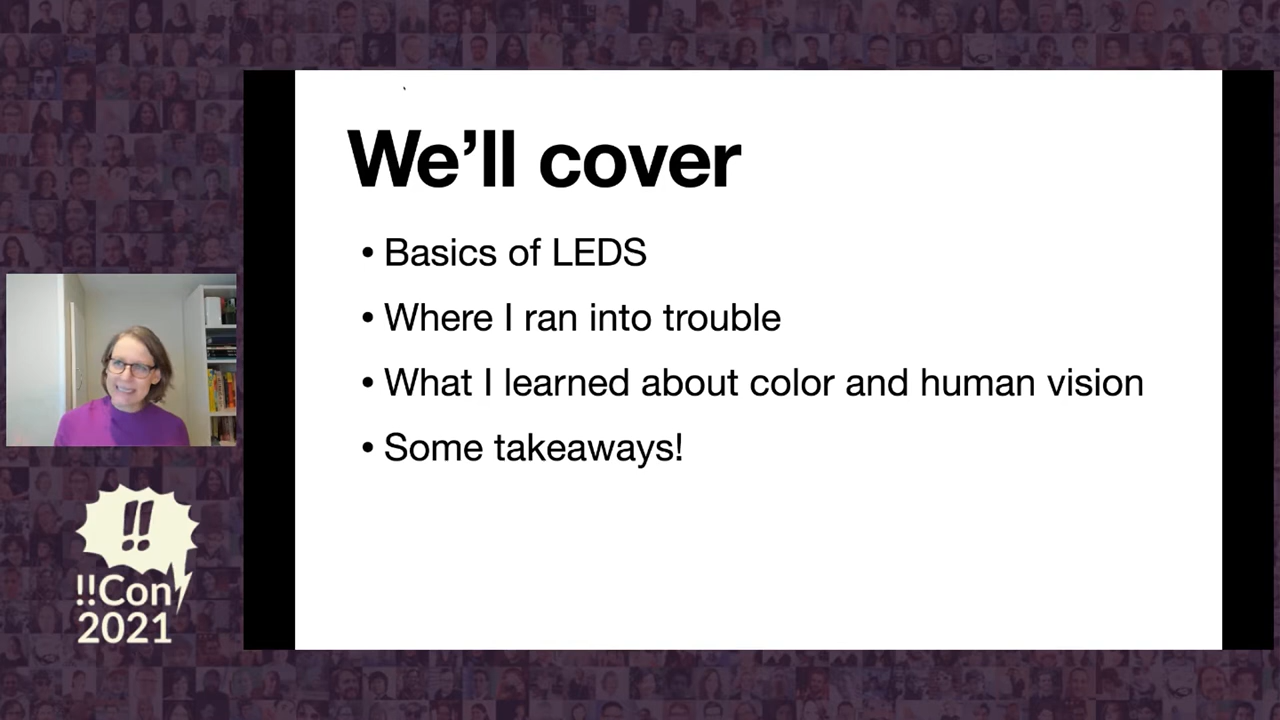 We’ll cover
• Basics of LEDS
• Where I ran into trouble
• What I learned about color and human vision
• Some takeaways!
!!
!!Con
2021